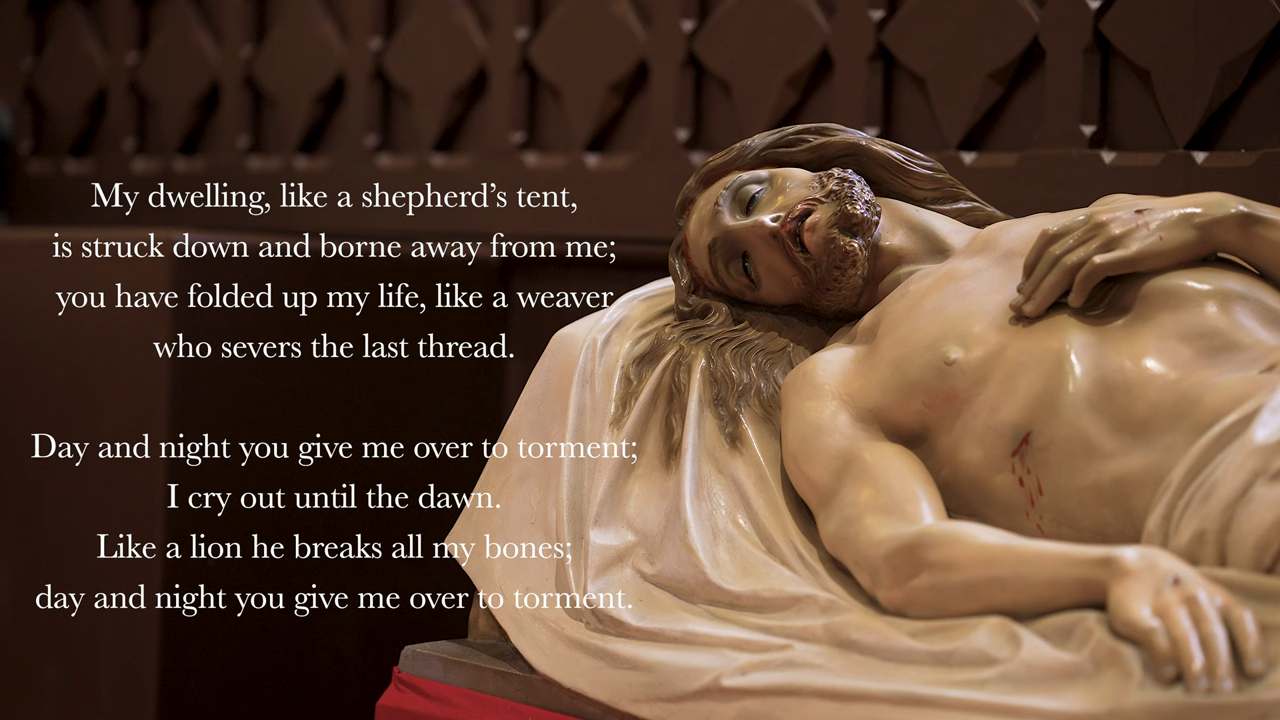 My dwelling, like a shepherd’s tent,
is struck down and borne away from me;
you have folded up my life, like a weaver
who severs the last thread.
Day and night you give me over to torment;
I cry out until the dawn.
Like a lion he breaks all my bones;
day and night you give me over to torment.